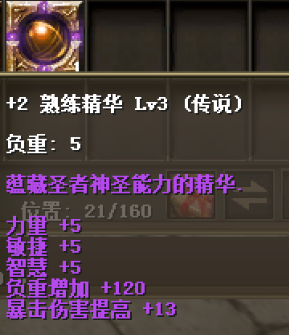 +2 熟练精华 Lv3 (传说)
负重: 5
蕴藏圣者神圣能力的精华.
位置: 21/160
力量 +5
敏捷 +5
智慧 +5
负重增加 +120
暴击伤害提高 +13